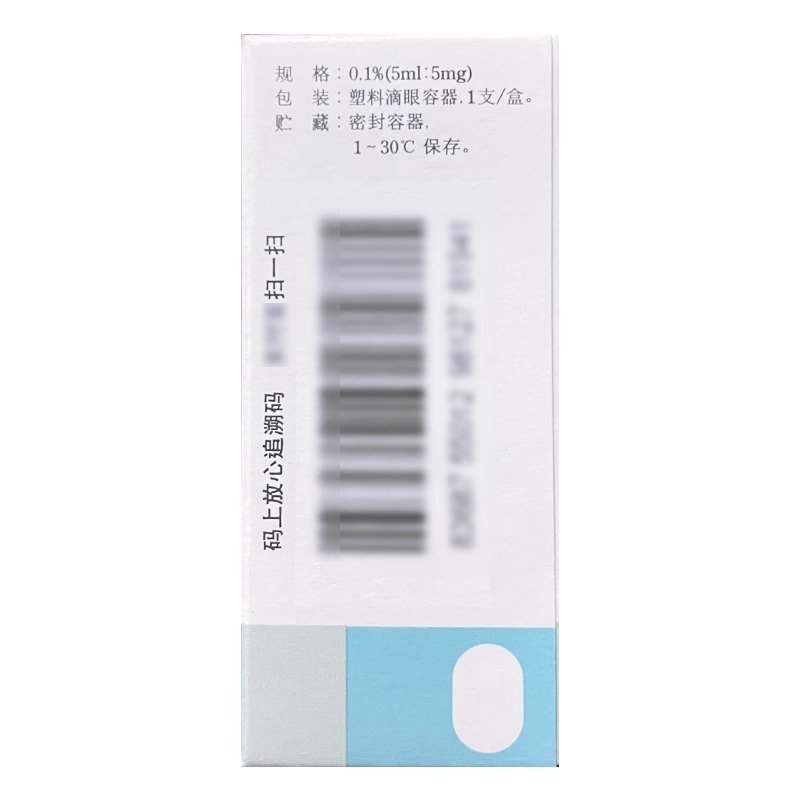 规 格:0.1%(5ml:5mg)
包 装:塑料滴眼容器,1支/盒。
贮 藏:密封容器,
1~30℃ 保存。
码上放心追溯码
扫一扫